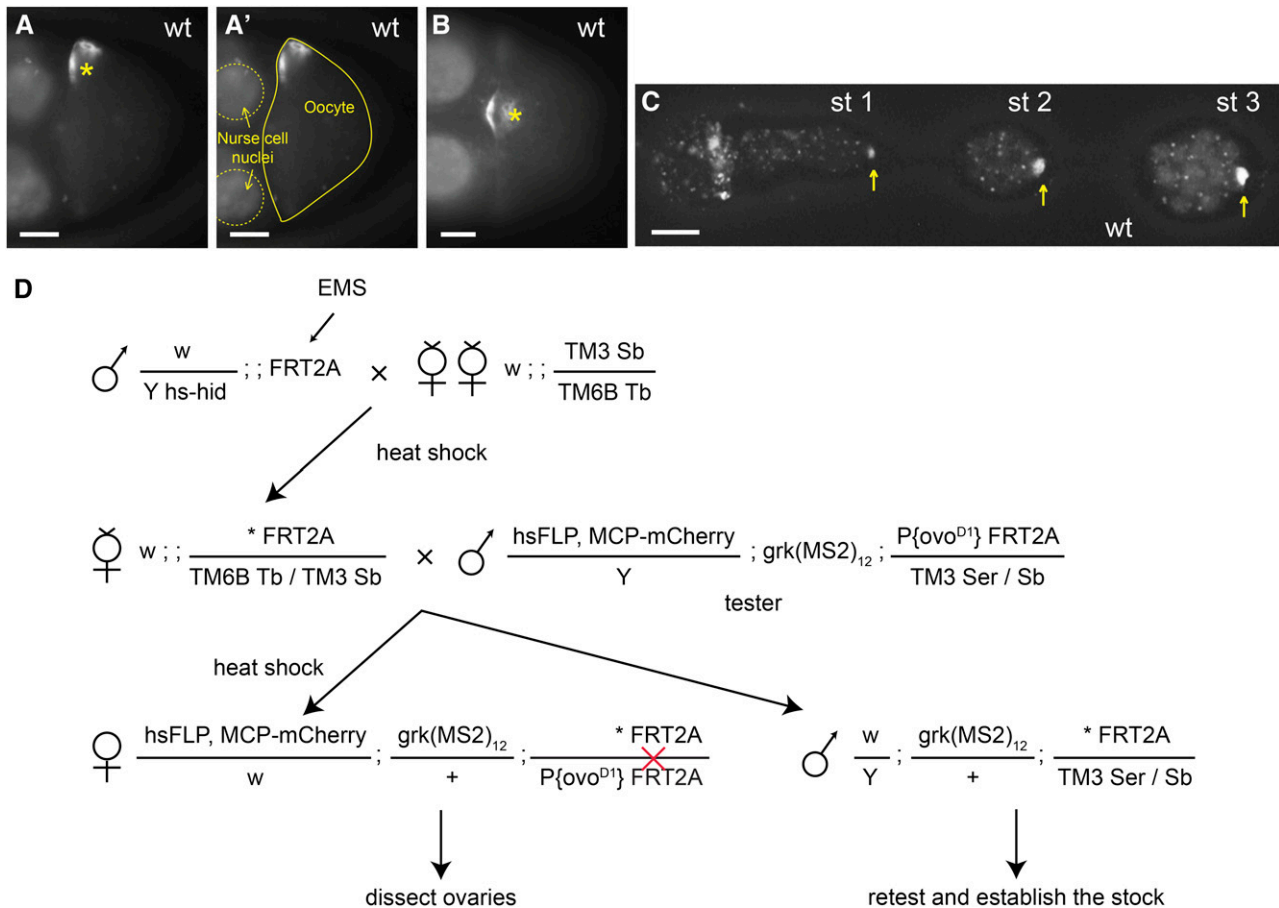 A wt
*
A' wt
Oocyte
Nurse cell
nuclei
B wt
*
C st 1 st 2 st 3
wt
D
EMS
w
Y hs-hid
; ; FRT2A × w ; ;
TM3 Sb
TM6B Tb
heat shock
w ; ;
* FRT2A
TM6B Tb / TM3 Sb
×
hsFLP, MCP-mCherry
Y
; grk(MS2)12 ;
P{ovoD1} FRT2A
TM3 Ser / Sb
tester
heat shock
hsFLP, MCP-mCherry
w
;
grk(MS2)12
+
;
* FRT2A
P{ovoD1} FRT2A
w
Y
;
grk(MS2)12
+
;
* FRT2A
TM3 Ser / Sb
dissect ovaries
retest and establish the stock